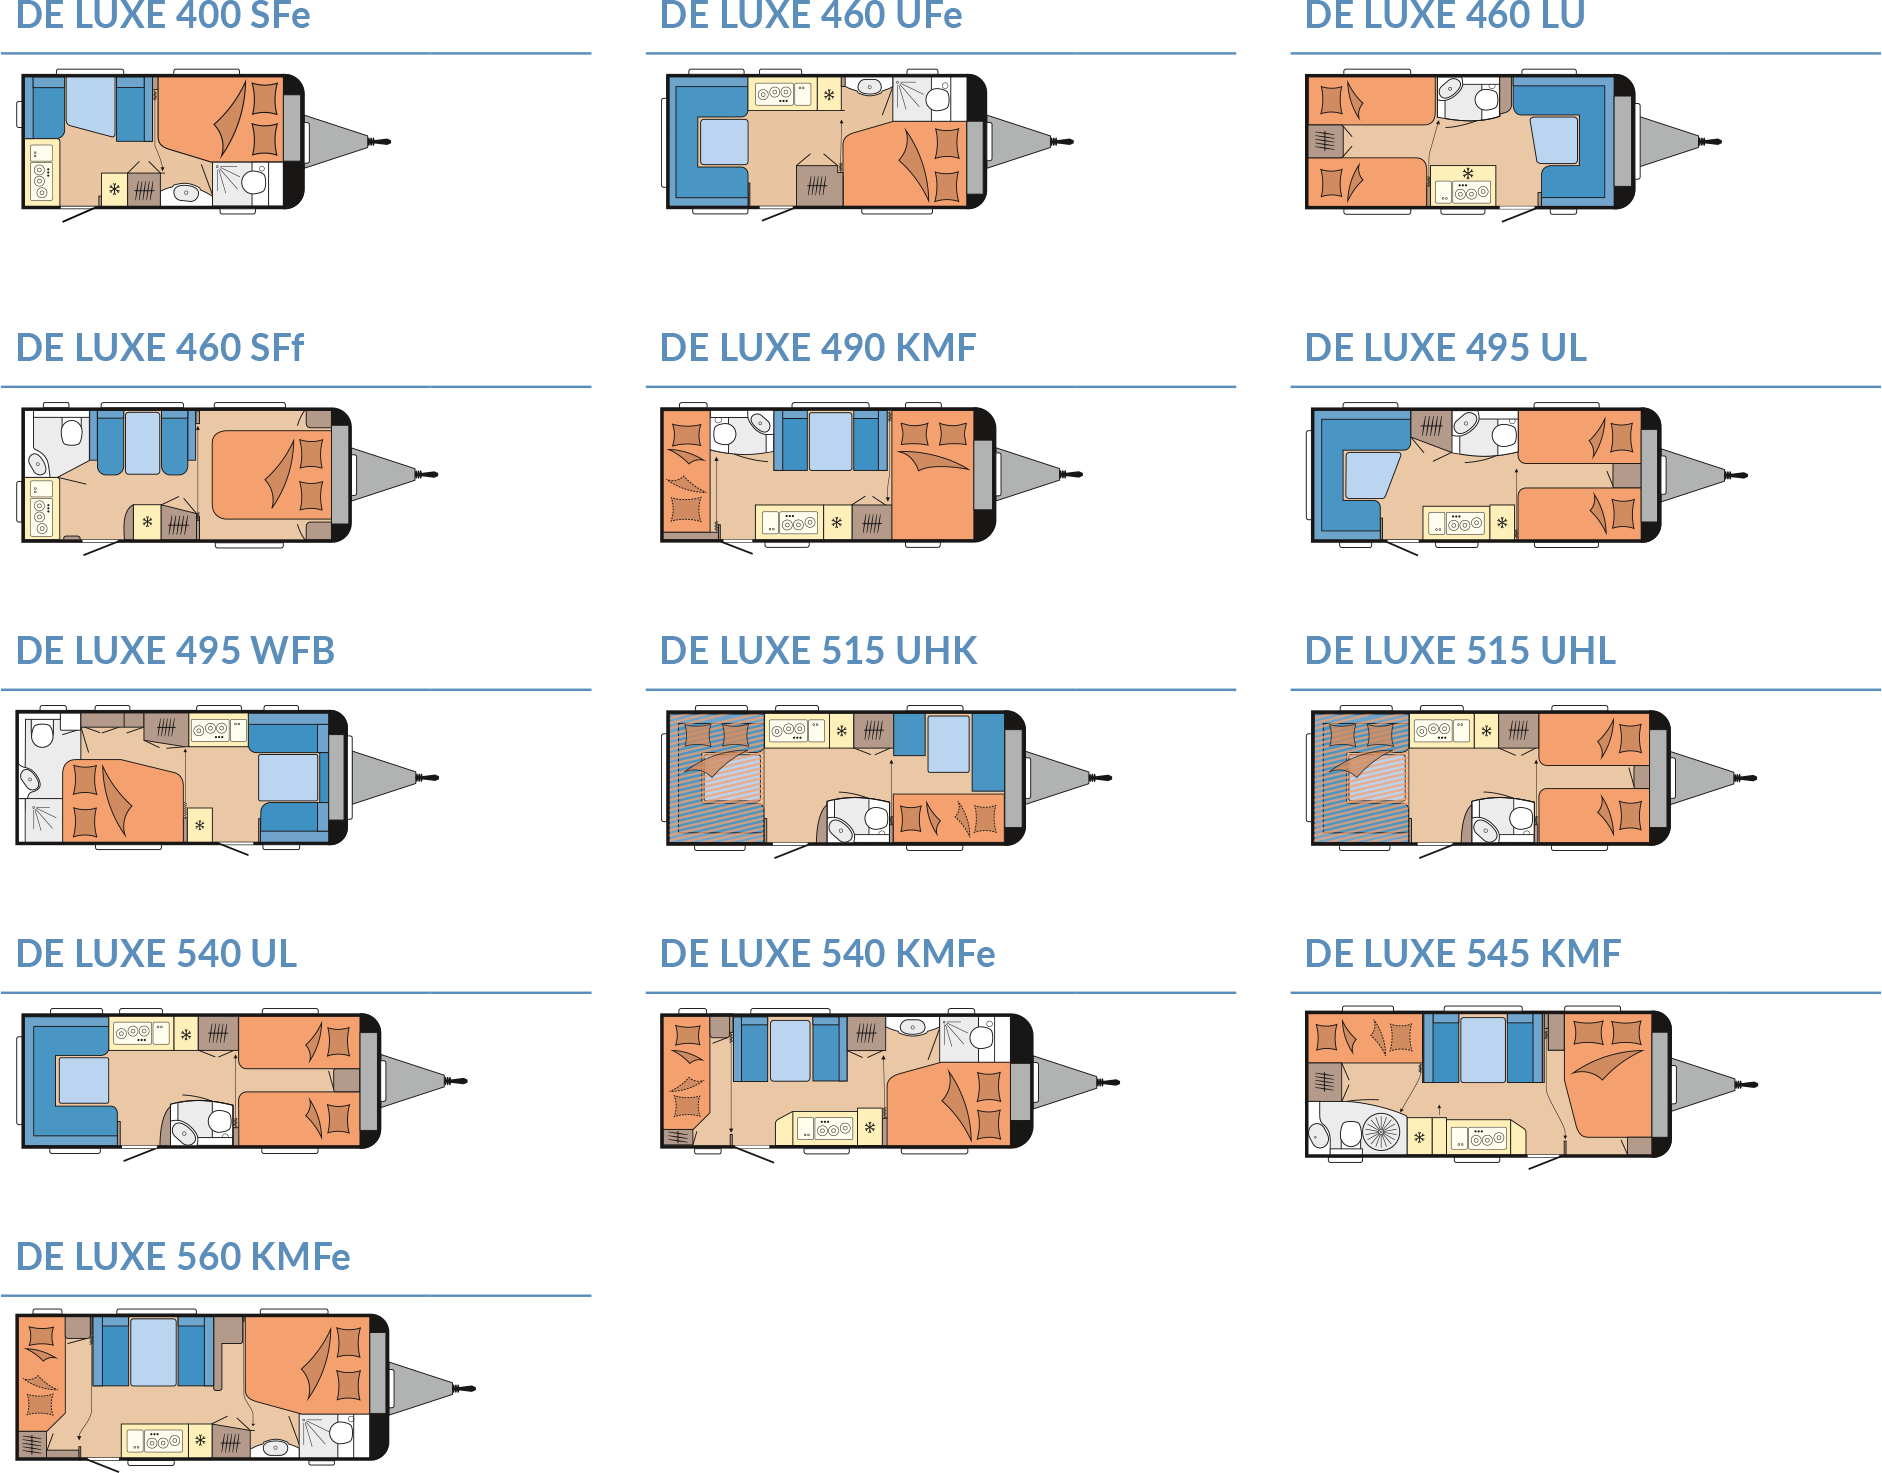 DE LUXE 400 SFe
DE LUXE 460 UFe
DE LUXE 460 LU
DE LUXE 460 SFf
DE LUXE 490 KMF
DE LUXE 495 UL
DE LUXE 495 WFB
DE LUXE 515 UHK
DE LUXE 515 UHL
DE LUXE 540 UL
DE LUXE 540 KMFe
DE LUXE 545 KMF
DE LUXE 560 KMFe